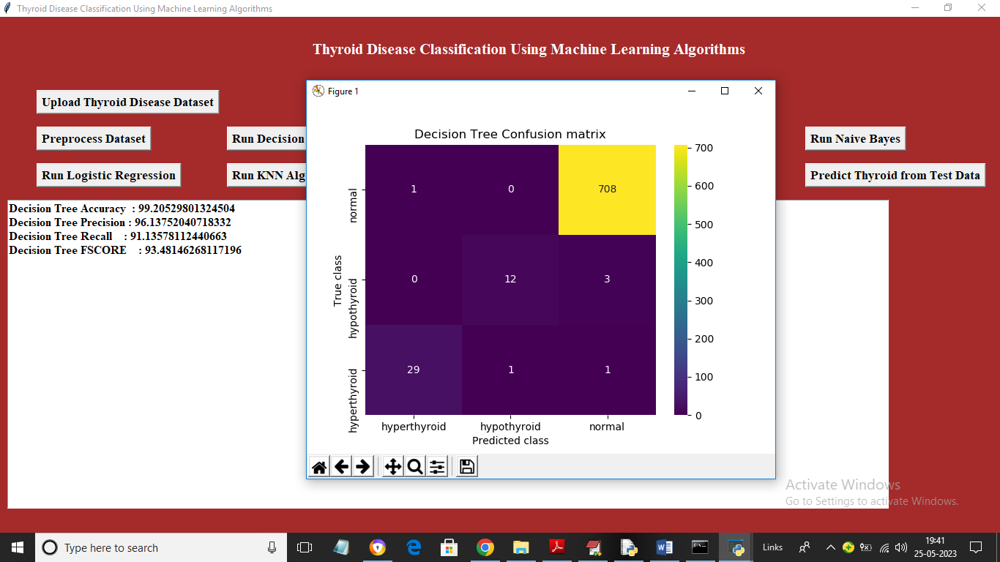 Thyroid Disease Classification Using Machine Learning Algorithms
Thyroid Disease Classification Using Machine Learning Algorithms
Upload Thyroid Disease Dataset
Preprocess Dataset
Run Decision
Run Naive Bayes
Run Logistic Regression
Run KNN Alg
Predict Thyroid from Test Data
Decision Tree Accuracy : 99.20529801324504
Decision Tree Precision : 96.13752040718332
Decision Tree Recall : 91.13578112440663
Decision Tree FSCORE : 93.48146268117196
Figure 1
Decision Tree Confusion matrix
True class
normal
1 0 708
hypothyroid
0 12 3
hyperthyroid
29 1 1
hyperthyroid hypothyroid normal
Predicted class
700
600
500
400
300
200
100
0
Activate Windows
Go to Settings to activate Windows.
Type here to search
Links
19:41
25-05-2023